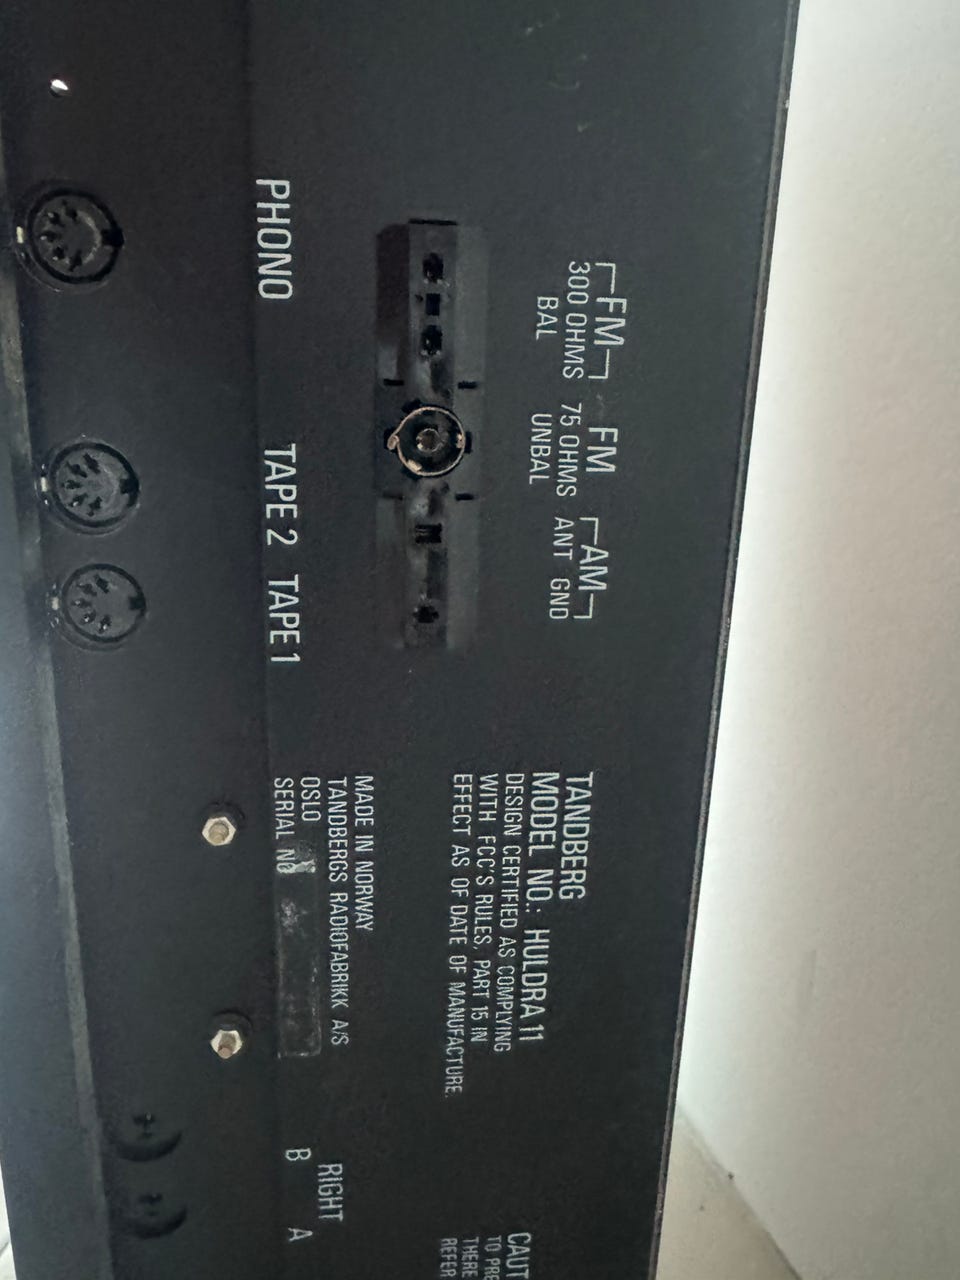 FM
300 OHMS
BAL
FM
75 OHMS
UNBAL
AM
ANT GND
PHONO
TAPE 2 TAPE 1
TANDBERG
MODEL NO.: HULDRA 11
DESIGN CERTIFIED AS COMPLYING
WITH FCC'S RULES, PART 15 IN
EFFECT AS OF DATE OF MANUFACTURE.
MADE IN NORWAY
TANDBERGS RADIOFABRIKK A/S
OSLO
SERIAL NO
RIGHT
B A
CAUT
TO PRE
THERE
REFER